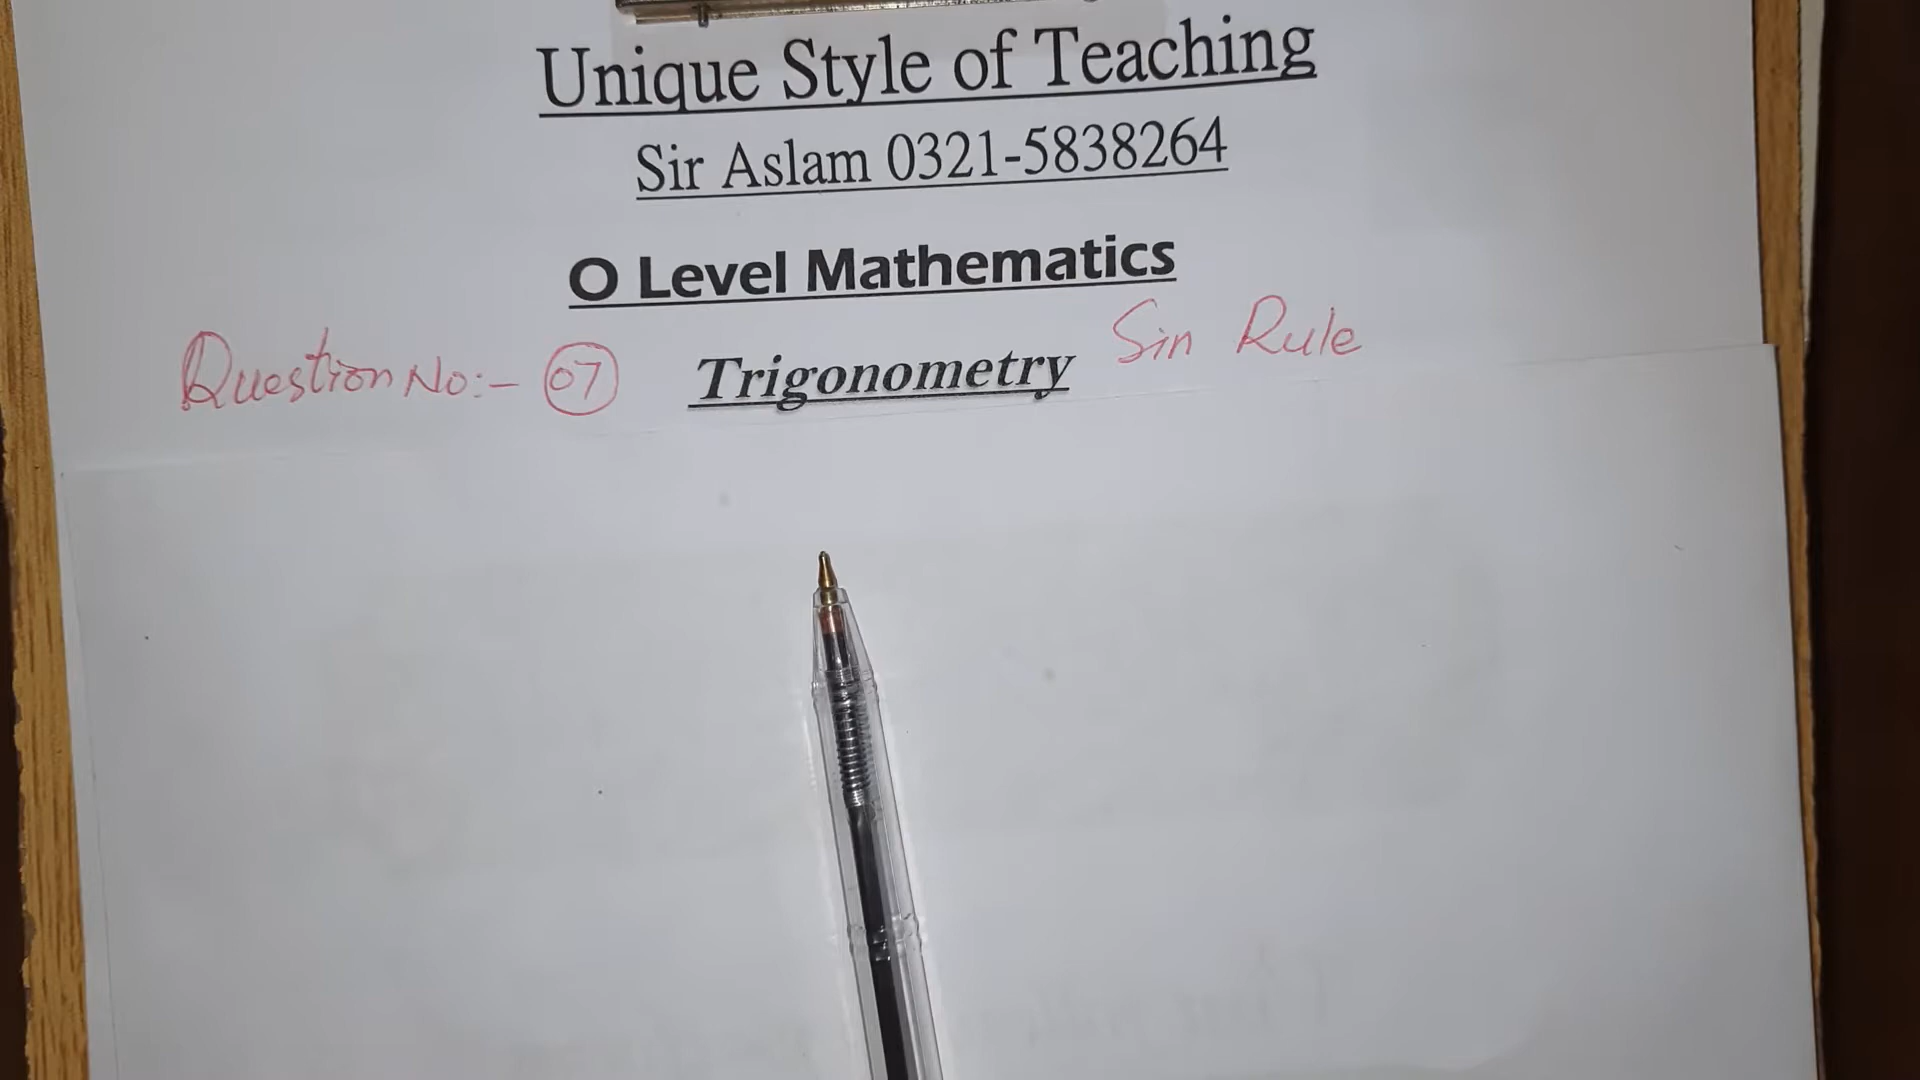 Unique Style of Teaching
Sir Aslam 0321-5838264
O Level Mathematics
Question No:- 07 Trigonometry Sin Rule